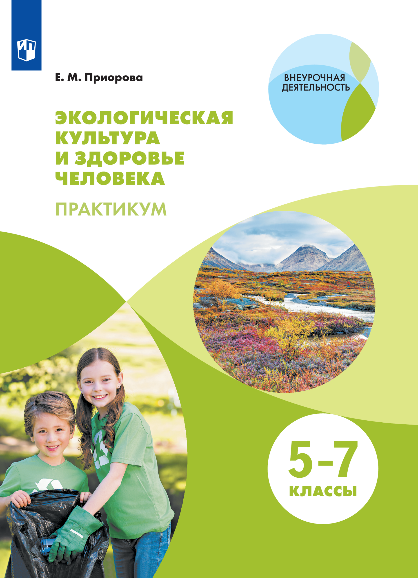 Е. М. Приорова
ВНЕУРОЧНАЯ
ДЕЯТЕЛЬНОСТЬ
ЭКОЛОГИЧЕСКАЯ
КУЛЬТУРА
И ЗДОРОВЬЕ
ЧЕЛОВЕКА
ПРАКТИКУМ
5–7
КЛАССЫ